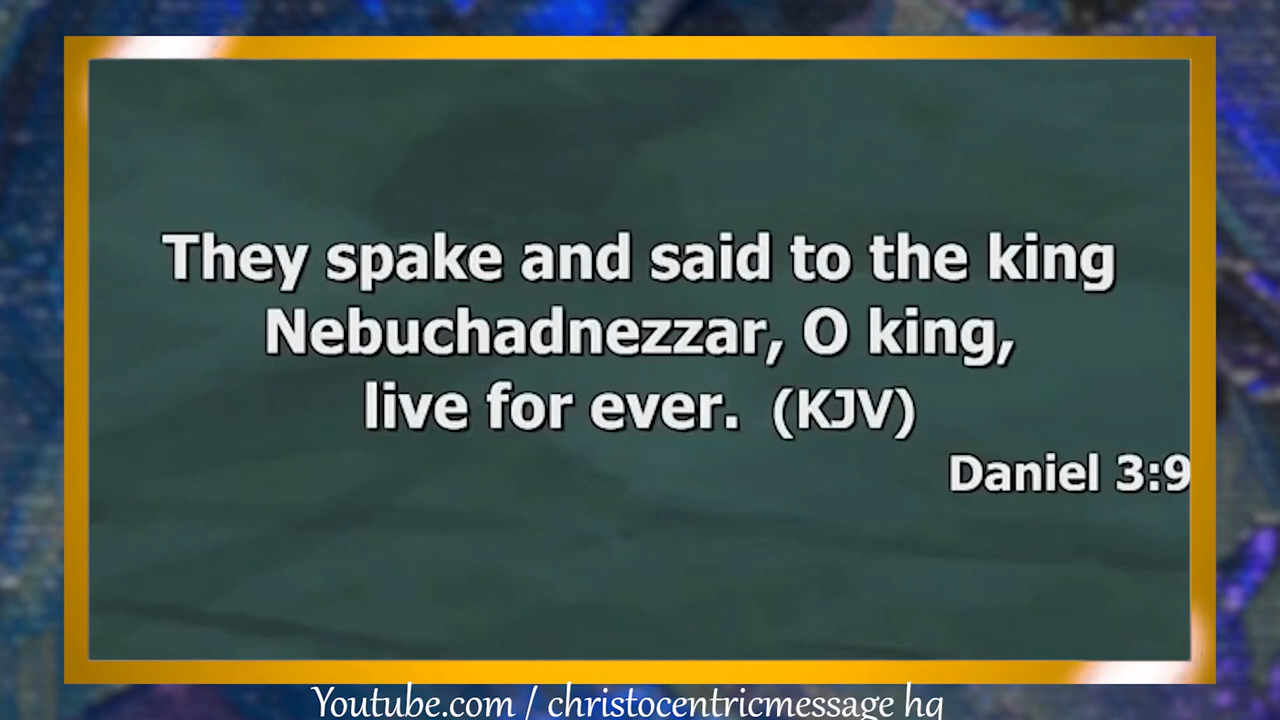 They spake and said to the king
Nebuchadnezzar, O king,
live for ever. (KJV)
Daniel 3:9
Youtube.com / christocentricmessage hq